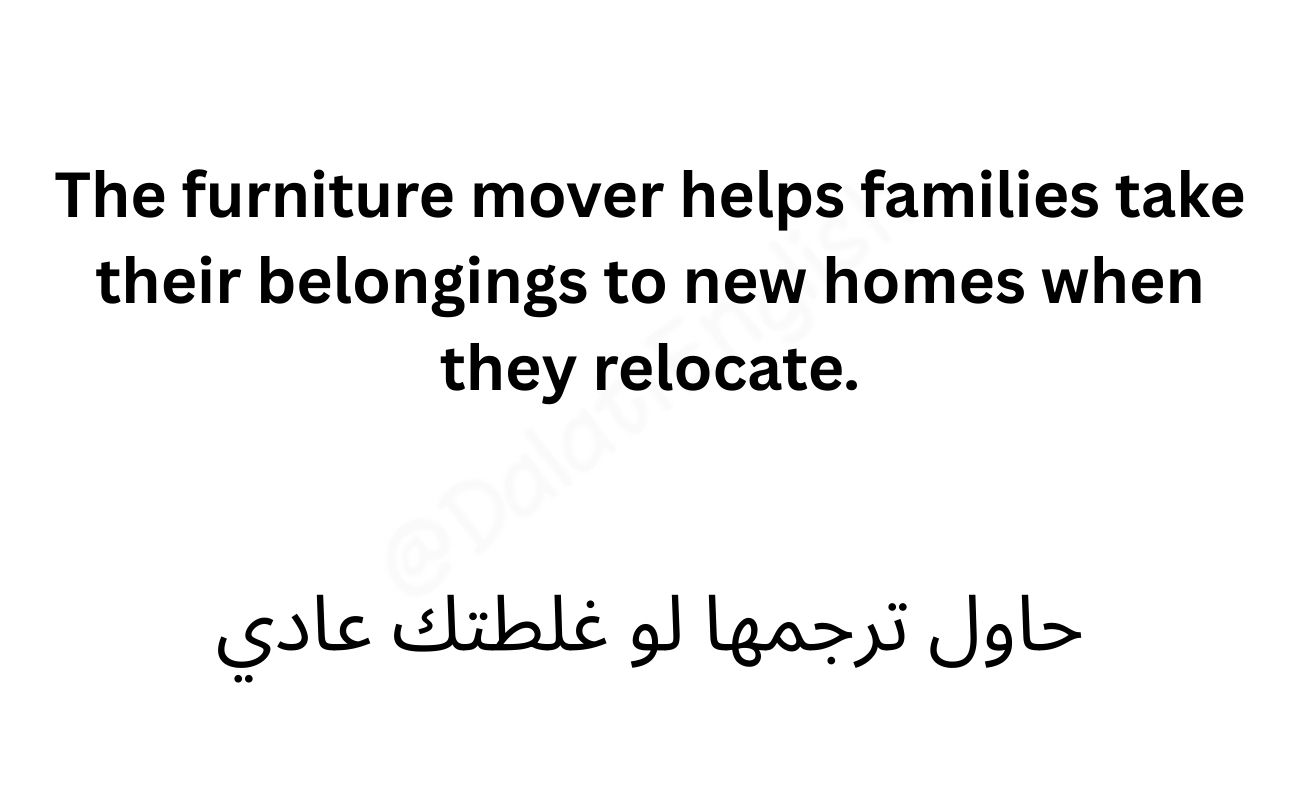 The furniture mover helps families take
their belongings to new homes when
they relocate.
@DalatEnglish
حاول ترجمها لو غلطتك عادي